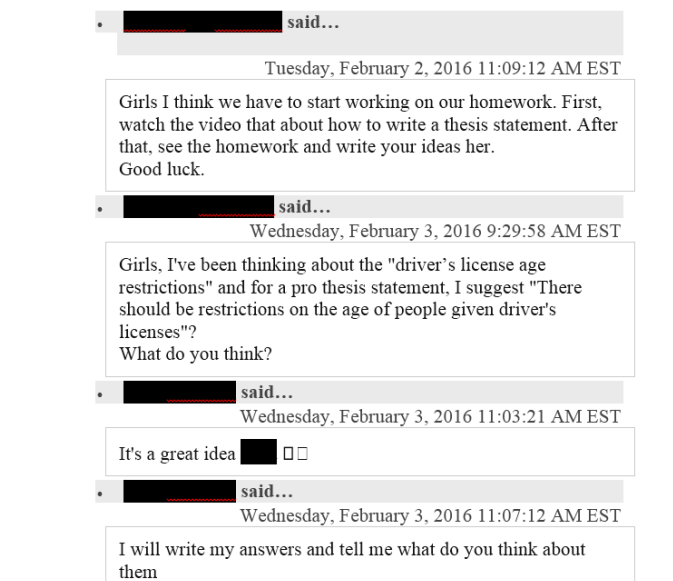 said…
Tuesday, February 2, 2016 11:09:12 AM EST
Girls I think we have to start working on our homework. First,
watch the video that about how to write a thesis statement. After
that, see the homework and write your ideas her.
Good luck.
said…
Wednesday, February 3, 2016 9:29:58 AM EST
Girls, I've been thinking about the "driver’s license age
restrictions" and for a pro thesis statement, I suggest "There
should be restrictions on the age of people given driver's
licenses"?
What do you think?
said…
Wednesday, February 3, 2016 11:03:21 AM EST
It's a great idea
said…
Wednesday, February 3, 2016 11:07:12 AM EST
I will write my answers and tell me what do you think about
them